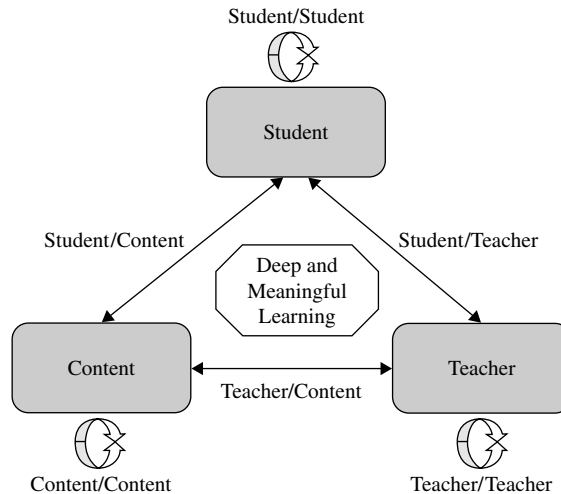 Student/Student
Student
Student/Content
Student/Teacher
Deep and
Meaningful
Learning
Content
Teacher
Teacher/Content
Content/Content
Teacher/Teacher